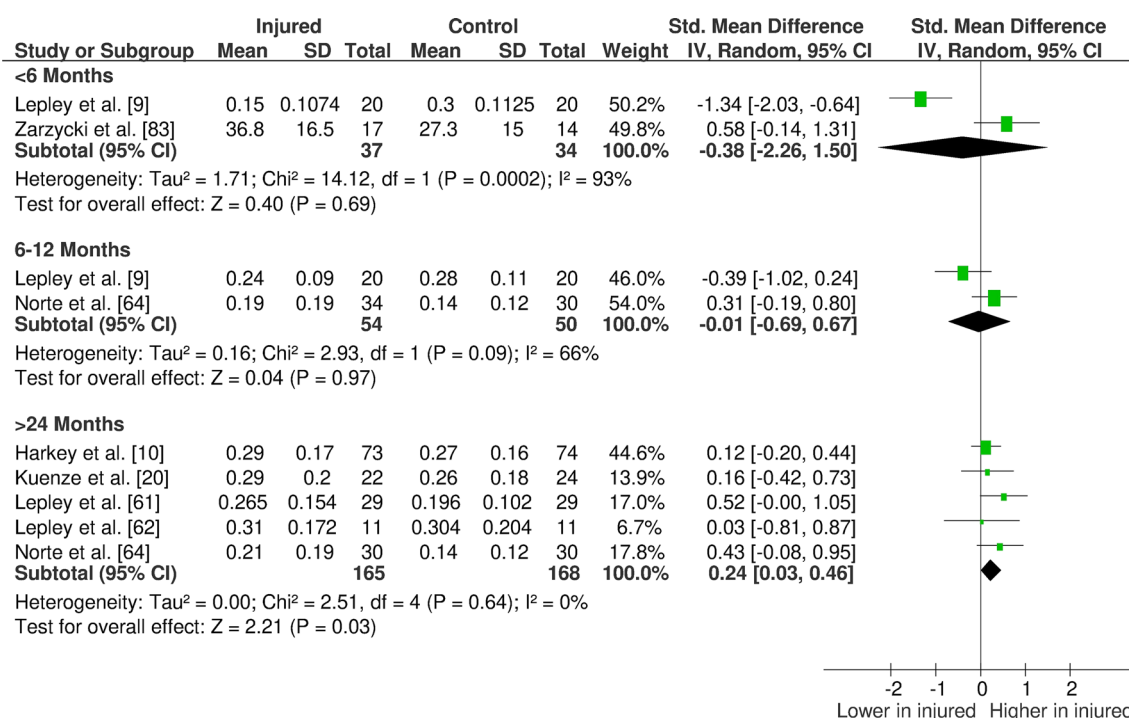 Injured Control Std. Mean Difference Std. Mean Difference
Study or Subgroup Mean SD Total Mean SD Total Weight IV, Random, 95% CI IV, Random, 95% CI
<6 Months
Lepley et al. [9] 0.15 0.1074 20 0.3 0.1125 20 50.2% -1.34 [-2.03, -0.64]
Zarzycki et al. [83] 36.8 16.5 17 27.3 15 14 49.8% 0.58 [-0.14, 1.31]
Subtotal (95% CI) 37 34 100.0% -0.38 [-2.26, 1.50]
Heterogeneity: Tau² = 1.71; Chi² = 14.12, df = 1 (P = 0.0002); I² = 93%
Test for overall effect: Z = 0.40 (P = 0.69)
6-12 Months
Lepley et al. [9] 0.24 0.09 20 0.28 0.11 20 46.0% -0.39 [-1.02, 0.24]
Norte et al. [64] 0.19 0.19 34 0.14 0.12 30 54.0% 0.31 [-0.19, 0.80]
Subtotal (95% CI) 54 50 100.0% -0.01 [-0.69, 0.67]
Heterogeneity: Tau² = 0.16; Chi² = 2.93, df = 1 (P = 0.09); I² = 66%
Test for overall effect: Z = 0.04 (P = 0.97)
>24 Months
Harkey et al. [10] 0.29 0.17 73 0.27 0.16 74 44.6% 0.12 [-0.20, 0.44]
Kuenze et al. [20] 0.29 0.2 22 0.26 0.18 24 13.9% 0.16 [-0.42, 0.73]
Lepley et al. [61] 0.265 0.154 29 0.196 0.102 29 17.0% 0.52 [-0.00, 1.05]
Lepley et al. [62] 0.31 0.172 11 0.304 0.204 11 6.7% 0.03 [-0.81, 0.87]
Norte et al. [64] 0.21 0.19 30 0.14 0.12 30 17.8% 0.43 [-0.08, 0.95]
Subtotal (95% CI) 165 168 100.0% 0.24 [0.03, 0.46]
Heterogeneity: Tau² = 0.00; Chi² = 2.51, df = 4 (P = 0.64); I² = 0%
Test for overall effect: Z = 2.21 (P = 0.03)
-2 -1 0 1 2
Lower in injured Higher in injured